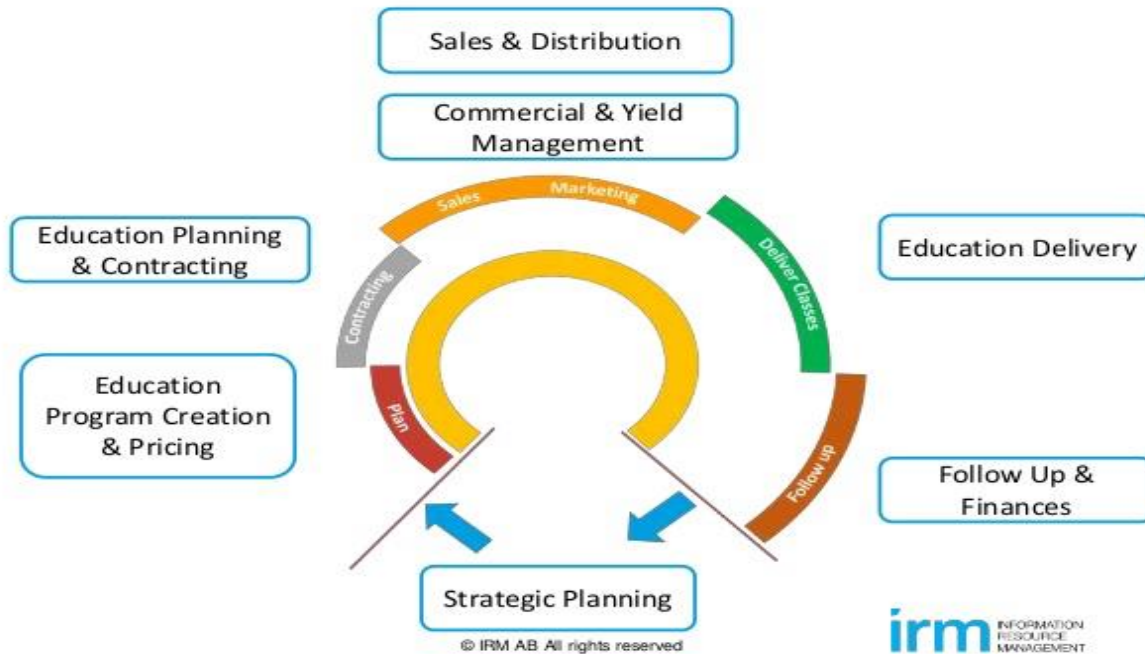 Sales & Distribution
Commercial & Yield
Management
Sales
Marketing
Education Planning
& Contracting
Contracting
Deliver Classes
Education Delivery
Education
Program Creation
& Pricing
Plan
Follow up
Follow Up &
Finances
Strategic Planning
© IRM AB All rights reserved
irm
INFORMATION
RESOURCE
MANAGEMENT